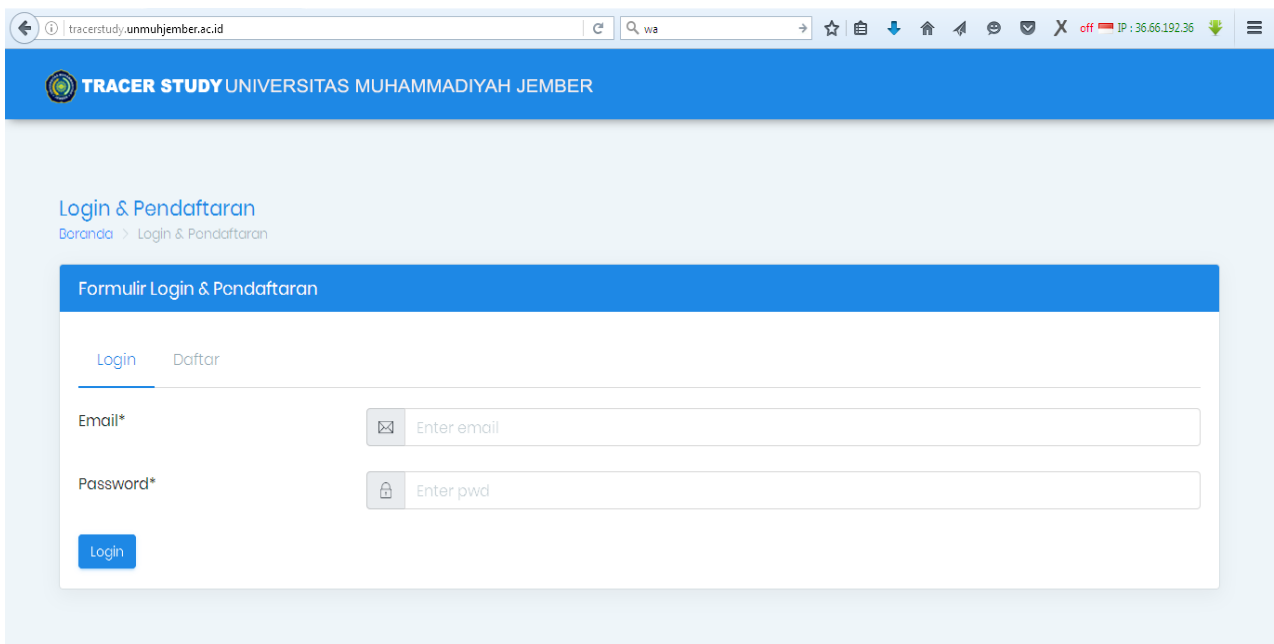 tracerstudy.unmuhjember.ac.id
wa
off IP : 36.66.192.36
TRACER STUDY UNIVERSITAS MUHAMMADIYAH JEMBER
Login & Pendaftaran
Beranda > Login & Pendaftaran
Formulir Login & Pendaftaran
Login Daftar
Email*
Enter email
Password*
Enter pwd
Login